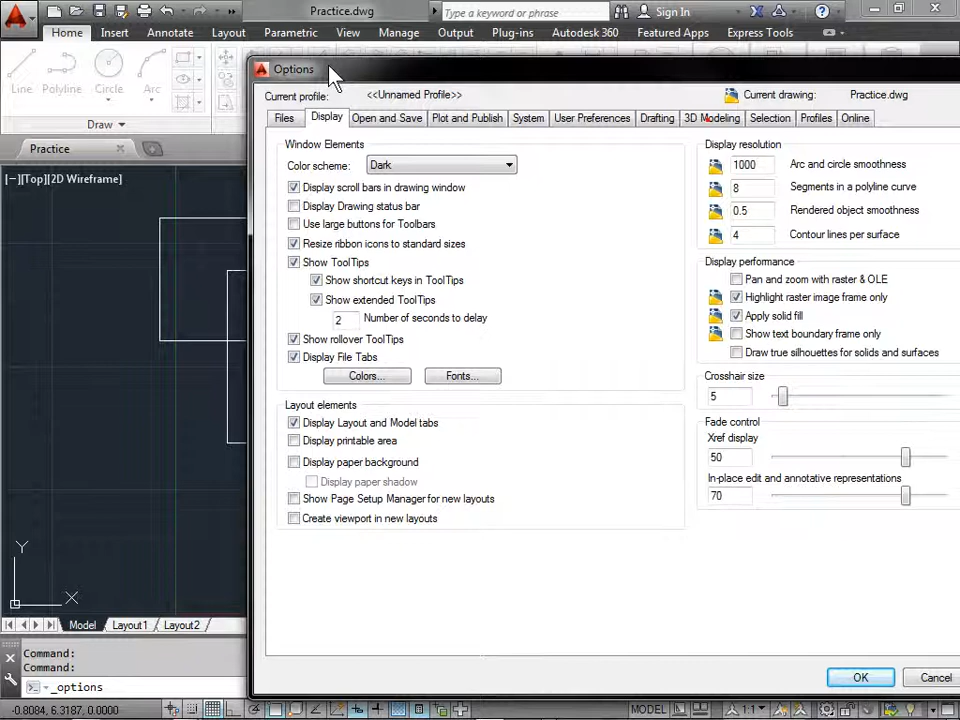 Practice.dwg
Type a keyword or phrase
Sign In
Home Insert Annotate Layout Parametric View Manage Output Plug-ins Autodesk 360 Featured Apps Express Tools
Line Polyline Circle Arc
Draw
Practice
[−][Top][2D Wireframe]
Options
Current profile: <<Unnamed Profile>> Current drawing: Practice.dwg
Files Display Open and Save Plot and Publish System User Preferences Drafting 3D Modeling Selection Profiles Online
Window Elements
Color scheme: Dark
Display scroll bars in drawing window
Display Drawing status bar
Use large buttons for Toolbars
Resize ribbon icons to standard sizes
Show ToolTips
Show shortcut keys in ToolTips
Show extended ToolTips
2 Number of seconds to delay
Show rollover ToolTips
Display File Tabs
Colors... Fonts...
Layout elements
Display Layout and Model tabs
Display printable area
Display paper background
Display paper shadow
Show Page Setup Manager for new layouts
Create viewport in new layouts
Display resolution
1000 Arc and circle smoothness
8 Segments in a polyline curve
0.5 Rendered object smoothness
4 Contour lines per surface
Display performance
Pan and zoom with raster & OLE
Highlight raster image frame only
Apply solid fill
Show text boundary frame only
Draw true silhouettes for solids and surfaces
Crosshair size
5
Fade control
Xref display
50
In-place edit and annotative representations
70
OK Cancel
Y
X
Model Layout1 Layout2
Command:
Command:
_options
-0.8084, 6.3187, 0.0000
MODEL
1:1